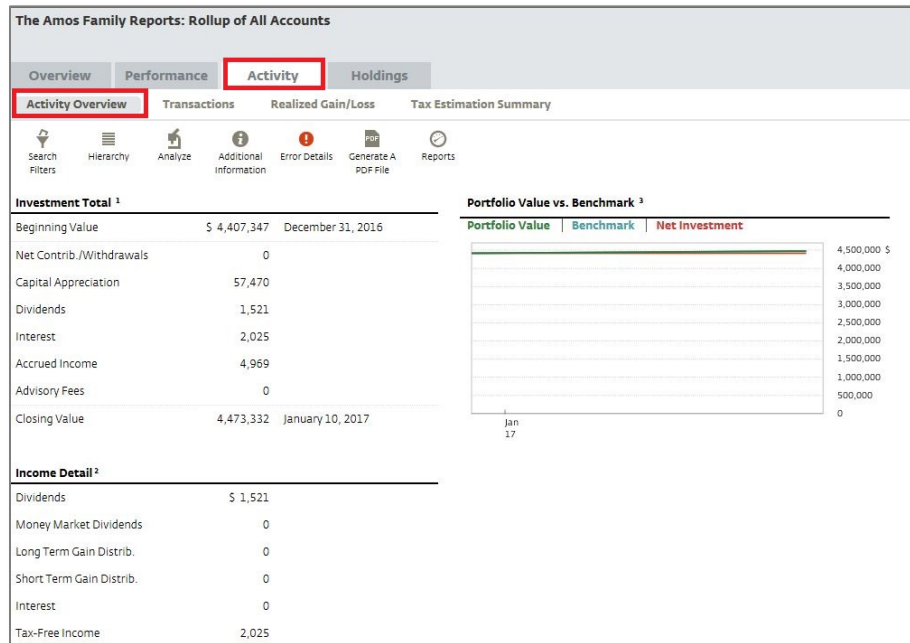 The Amos Family Reports: Rollup of All Accounts
Overview Performance Activity Holdings
Activity Overview Transactions Realized Gain/Loss Tax Estimation Summary
Search Filters
Hierarchy
Analyze
Additional Information
Error Details
PDF
Generate A PDF File
Reports
Investment Total 1
Beginning Value $ 4,407,347 December 31, 2016
Net Contrib./Withdrawals 0
Capital Appreciation 57,470
Dividends 1,521
Interest 2,025
Accrued Income 4,969
Advisory Fees 0
Closing Value 4,473,332 January 10, 2017
Portfolio Value vs. Benchmark 3
Portfolio Value | Benchmark | Net Investment
4,500,000 $
4,000,000
3,500,000
3,000,000
2,500,000
2,000,000
1,500,000
1,000,000
500,000
0
Jan
17
Income Detail 2
Dividends $ 1,521
Money Market Dividends 0
Long Term Gain Distrib. 0
Short Term Gain Distrib. 0
Interest 0
Tax-Free Income 2,025